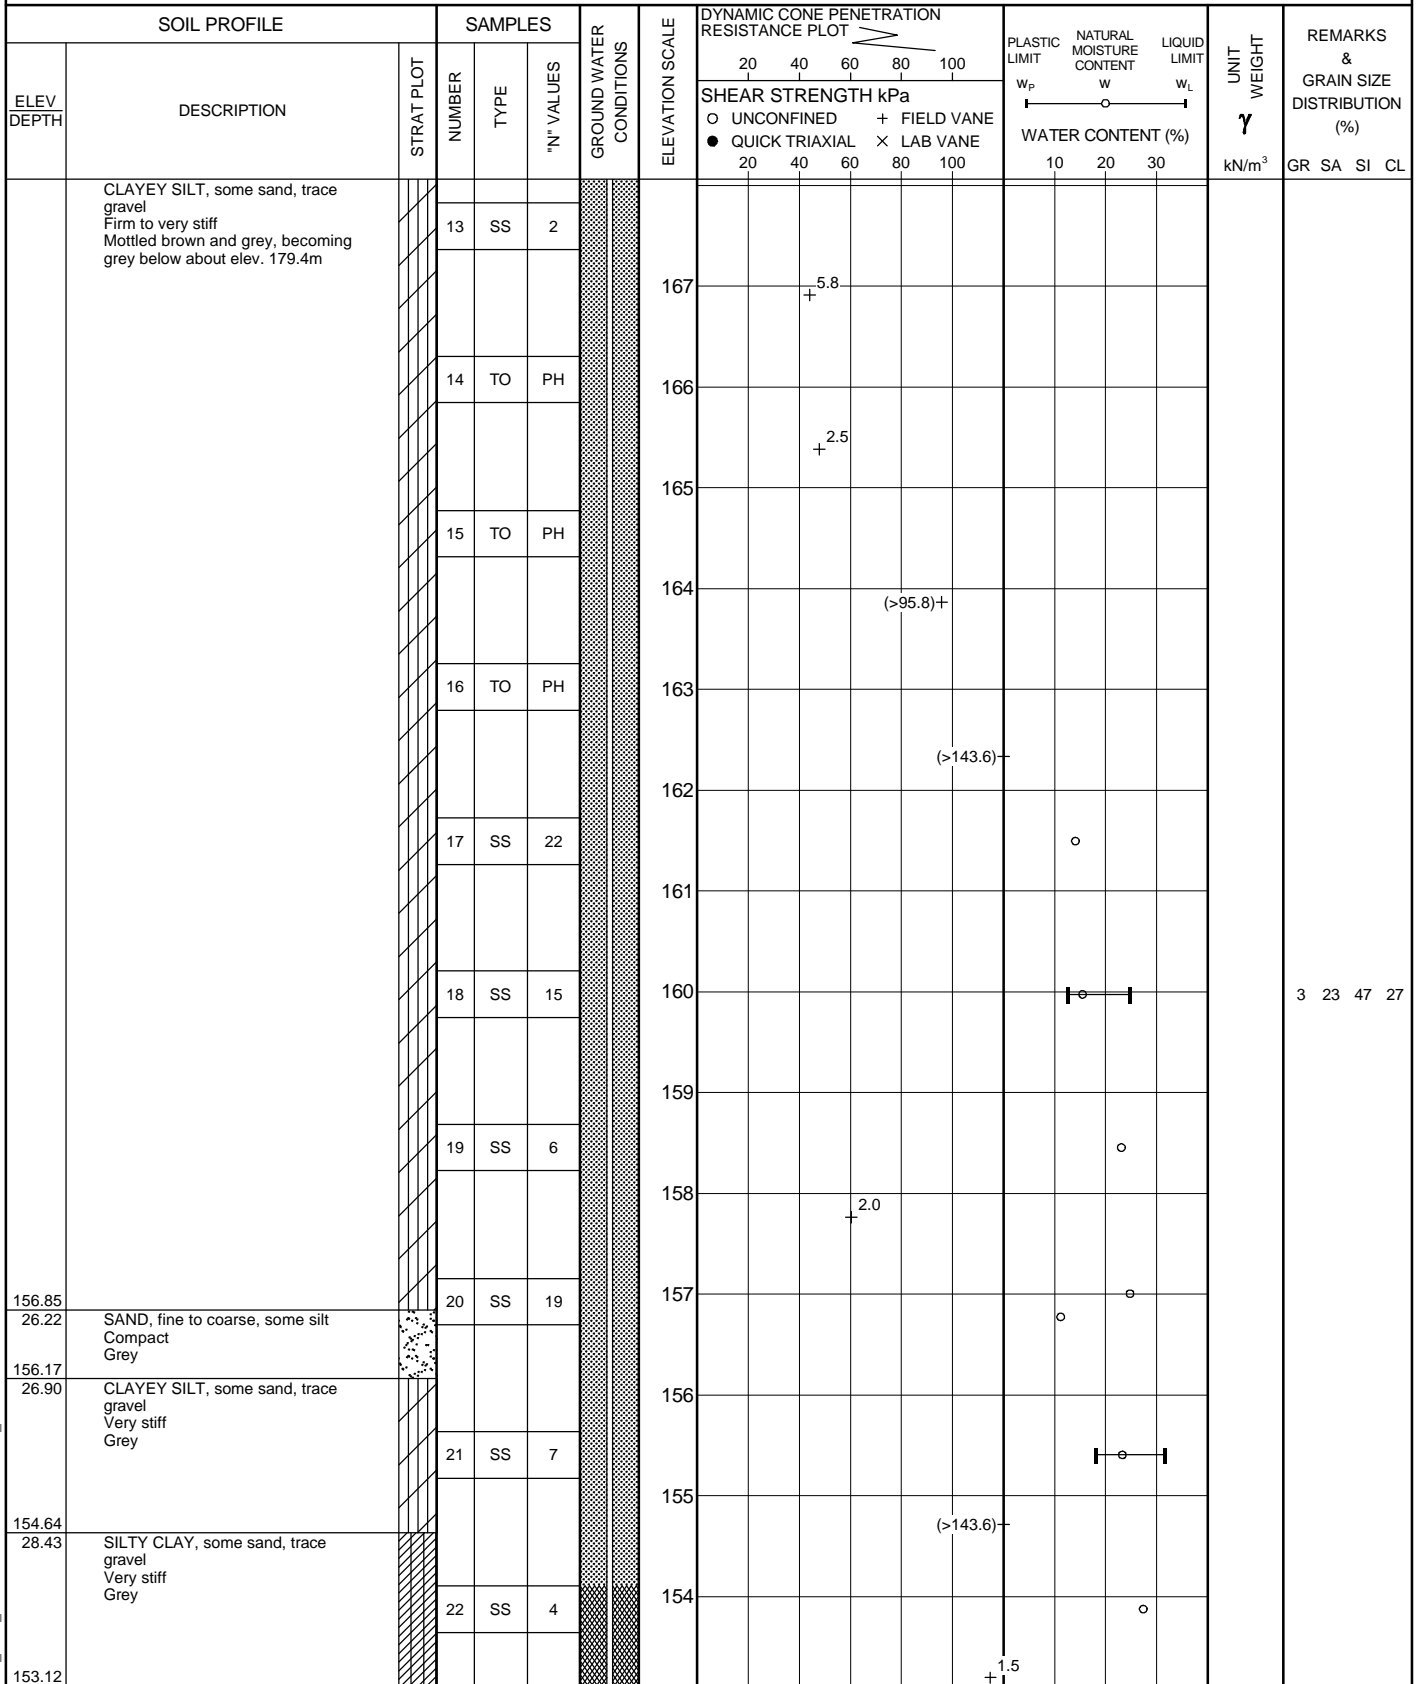 SOIL PROFILE
SAMPLES
GROUND WATER
CONDITIONS
ELEVATION SCALE
DYNAMIC CONE PENETRATION
RESISTANCE PLOT
20 40 60 80 100
SHEAR STRENGTH kPa
○ UNCONFINED + FIELD VANE
● QUICK TRIAXIAL × LAB VANE
20 40 60 80 100
PLASTIC
LIMIT
NATURAL
MOISTURE
CONTENT
LIQUID
LIMIT
WP W WL
WATER CONTENT (%)
10 20 30
UNIT
WEIGHT
γ
kN/m³
REMARKS
&
GRAIN SIZE
DISTRIBUTION
(%)
GR SA SI CL
ELEV
DEPTH
DESCRIPTION
STRAT PLOT
NUMBER
TYPE
"N" VALUES
CLAYEY SILT, some sand, trace
gravel
Firm to very stiff
Mottled brown and grey, becoming
grey below about elev. 179.4m
13 SS 2
167
5.8
14 TO PH
166
2.5
165
15 TO PH
164
(>95.8)
163
16 TO PH
(>143.6)
162
17 SS 22
161
160
18 SS 15
3 23 47 27
159
19 SS 6
158
2.0
157
20 SS 19
156.85
26.22
SAND, fine to coarse, some silt
Compact
Grey
156.17
26.90
CLAYEY SILT, some sand, trace
gravel
Very stiff
Grey
156
21 SS 7
155
(>143.6)
154.64
28.43
SILTY CLAY, some sand, trace
gravel
Very stiff
Grey
154
22 SS 4
1.5
153.12